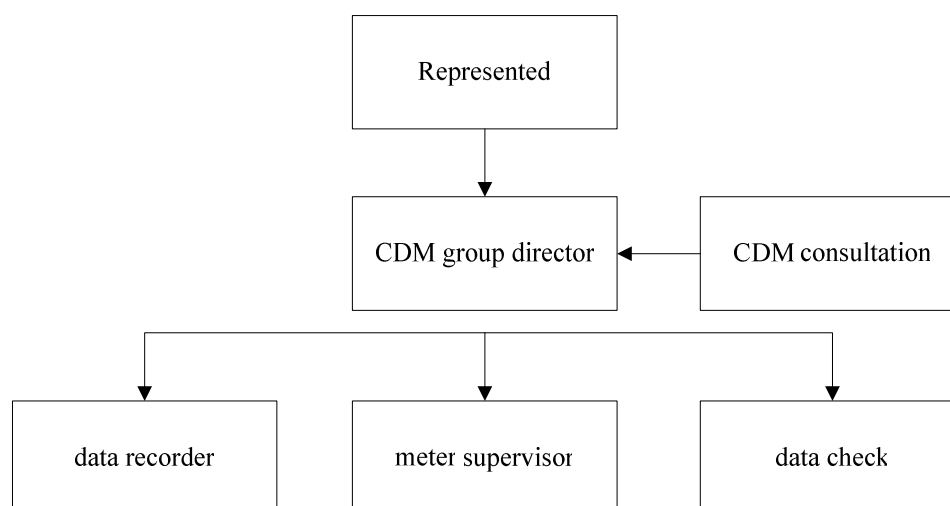 Represented
CDM group director
CDM consultation
data recorder
meter supervisor
data check